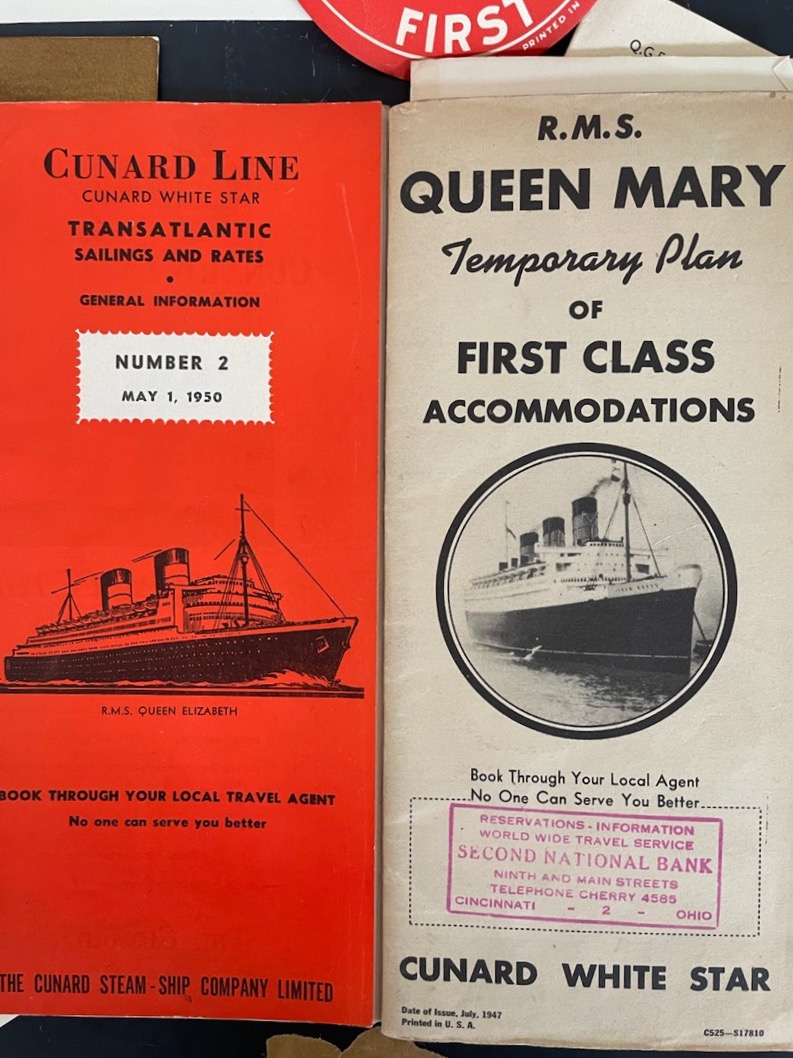 FIRST
PRINTED IN
CUNARD LINE
CUNARD WHITE STAR
TRANSATLANTIC
SAILINGS AND RATES
•
GENERAL INFORMATION
NUMBER 2
MAY 1, 1950
R.M.S. QUEEN ELIZABETH
BOOK THROUGH YOUR LOCAL TRAVEL AGENT
No one can serve you better
THE CUNARD STEAM-SHIP COMPANY LIMITED
R.M.S.
QUEEN MARY
Temporary Plan
OF
FIRST CLASS
ACCOMMODATIONS
Book Through Your Local Agent
No One Can Serve You Better
RESERVATIONS - INFORMATION
WORLD WIDE TRAVEL SERVICE
SECOND NATIONAL BANK
NINTH AND MAIN STREETS
TELEPHONE CHERRY 4585
CINCINNATI - 2 - OHIO
CUNARD WHITE STAR
Date of Issue, July, 1947
Printed in U. S. A.
C525—S17810